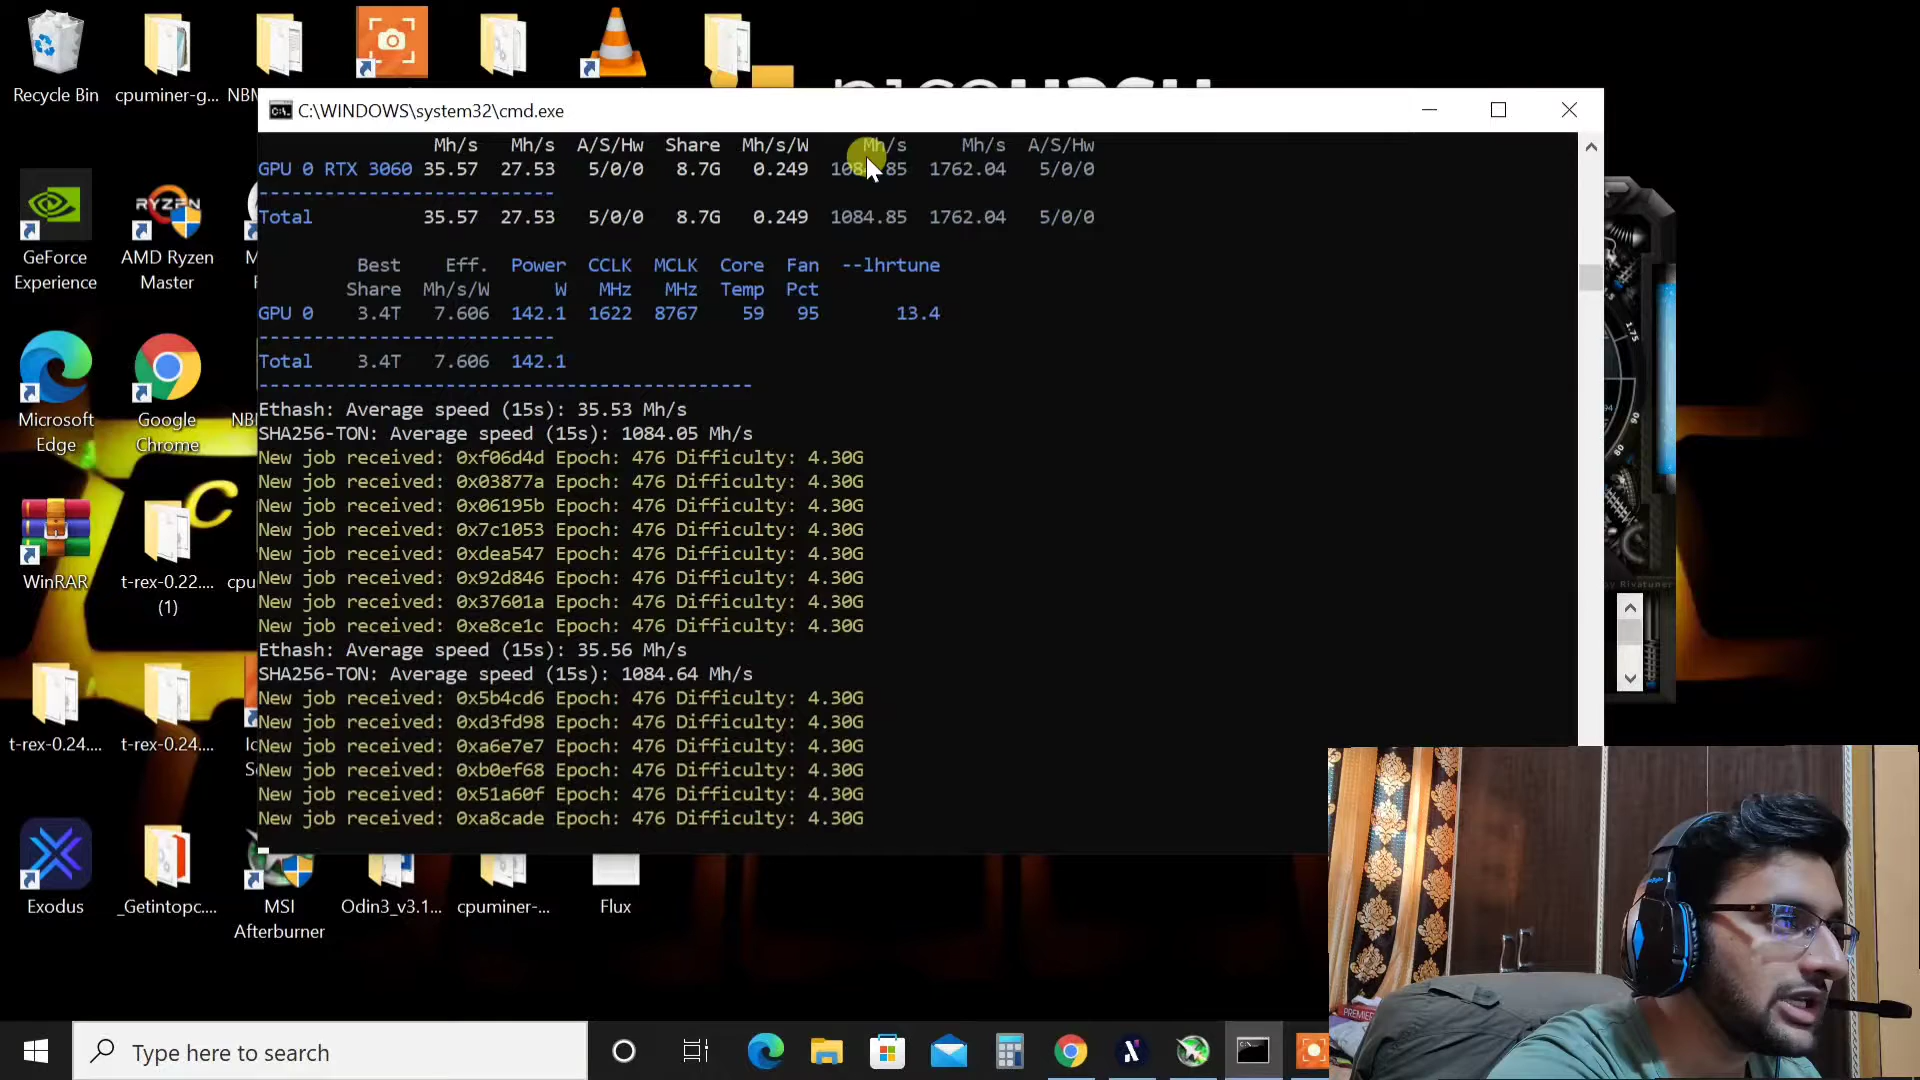 Recycle Bin
cpuminer-g...
NBM
C:\WINDOWS\system32\cmd.exe
Mh/s Mh/s A/S/Hw Share Mh/s/W Mh/s Mh/s A/S/Hw
GPU 0 RTX 3060 35.57 27.53 5/0/0 8.7G 0.249 1084.85 1762.04 5/0/0
Total 35.57 27.53 5/0/0 8.7G 0.249 1084.85 1762.04 5/0/0
Best Eff. Power CCLK MCLK Core Fan --lhrtune
Share Mh/s/W W MHz MHz Temp Pct
GPU 0 3.4T 7.606 142.1 1622 8767 59 95 13.4
Total 3.4T 7.606 142.1
Ethash: Average speed (15s): 35.53 Mh/s
SHA256-TON: Average speed (15s): 1084.05 Mh/s
New job received: 0xf06d4d Epoch: 476 Difficulty: 4.30G
New job received: 0x03877a Epoch: 476 Difficulty: 4.30G
New job received: 0x06195b Epoch: 476 Difficulty: 4.30G
New job received: 0x7c1053 Epoch: 476 Difficulty: 4.30G
New job received: 0xdea547 Epoch: 476 Difficulty: 4.30G
New job received: 0x92d846 Epoch: 476 Difficulty: 4.30G
New job received: 0x37601a Epoch: 476 Difficulty: 4.30G
New job received: 0xe8ce1c Epoch: 476 Difficulty: 4.30G
Ethash: Average speed (15s): 35.56 Mh/s
SHA256-TON: Average speed (15s): 1084.64 Mh/s
New job received: 0x5b4cd6 Epoch: 476 Difficulty: 4.30G
New job received: 0xd3fd98 Epoch: 476 Difficulty: 4.30G
New job received: 0xa6e7e7 Epoch: 476 Difficulty: 4.30G
New job received: 0xb0ef68 Epoch: 476 Difficulty: 4.30G
New job received: 0x51a60f Epoch: 476 Difficulty: 4.30G
New job received: 0xa8cade Epoch: 476 Difficulty: 4.30G
GeForce
Experience
RYZEN
AMD Ryzen
Master
Microsoft
Edge
Google
Chrome
WinRAR
t-rex-0.22....
(1)
cpu
t-rex-0.24....
t-rex-0.24....
Exodus
_Getintopc....
MSI
Afterburner
Odin3_v3.1...
cpuminer-...
Flux
1.75
90
80
by Rivatuner
PREMIER
Type here to search